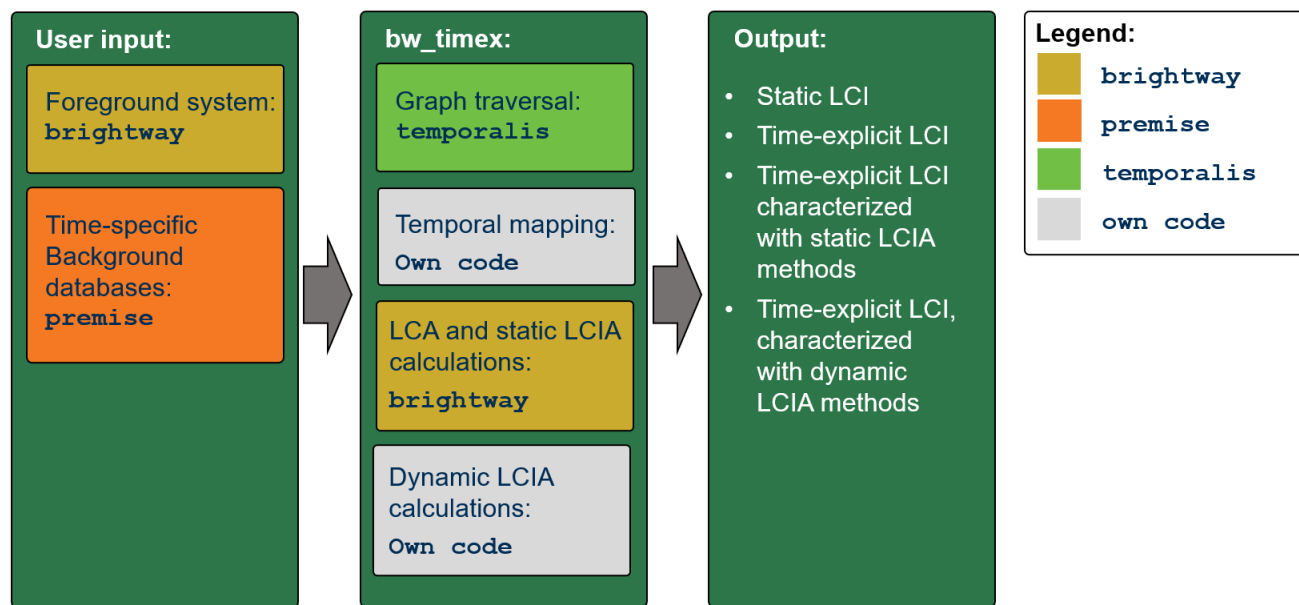 User input:
Foreground system:
brightway
Time-specific
Background
databases:
premise
bw_timex:
Graph traversal:
temporalis
Temporal mapping:
Own code
LCA and static LCIA
calculations:
brightway
Dynamic LCIA
calculations:
Own code
Output:
• Static LCI
• Time-explicit LCI
• Time-explicit LCI
characterized
with static LCIA
methods
• Time-explicit LCI,
characterized
with dynamic
LCIA methods
Legend:
brightway
premise
temporalis
own code